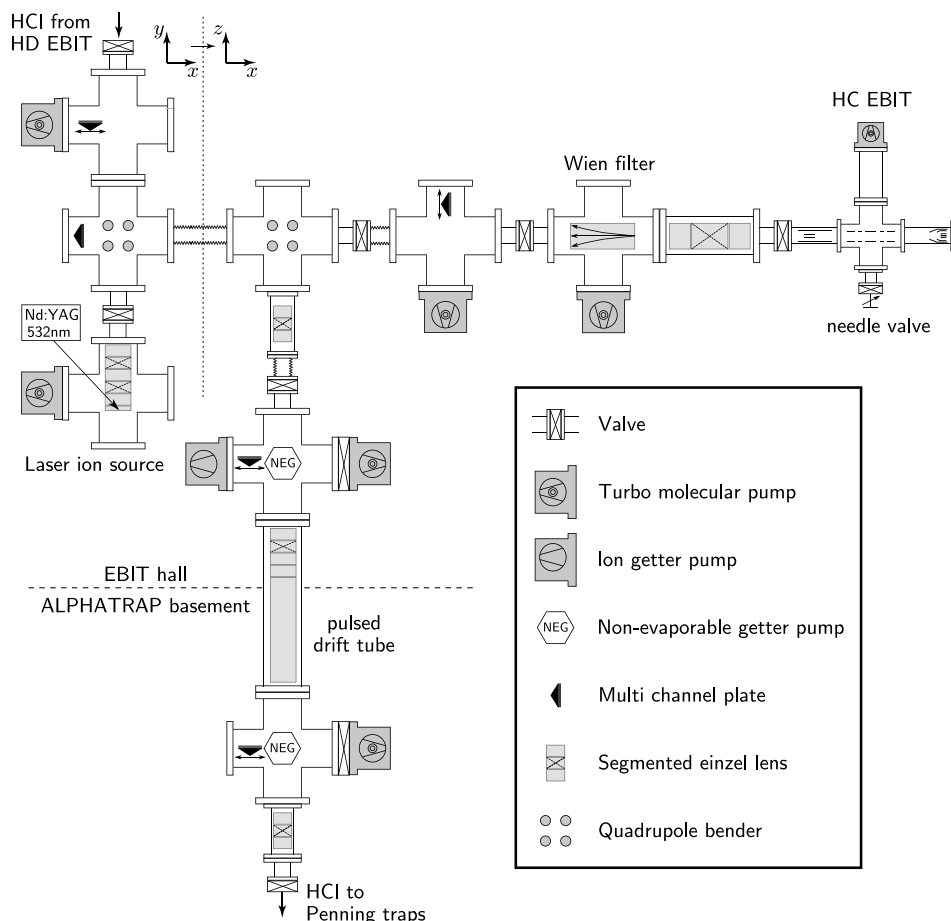 HCI from
HD EBIT
y
x
z
x
HC EBIT
Wien filter
needle valve
Nd:YAG
532nm
Laser ion source
NEG
EBIT hall
ALPHATRAP basement
pulsed
drift tube
NEG
HCI to
Penning traps
Valve
Turbo molecular pump
Ion getter pump
NEG
Non-evaporable getter pump
Multi channel plate
Segmented einzel lens
Quadrupole bender